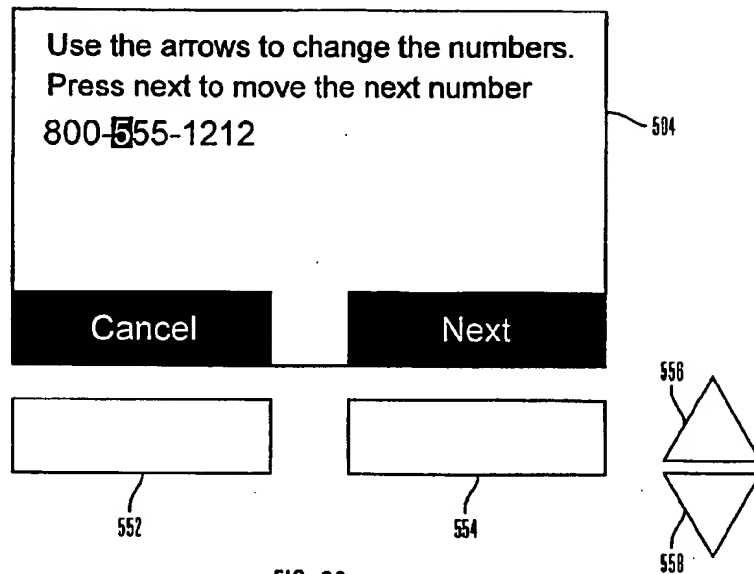 Use the arrows to change the numbers.
Press next to move the next number
800-555-1212
504
Cancel
Next
556
552
554
558